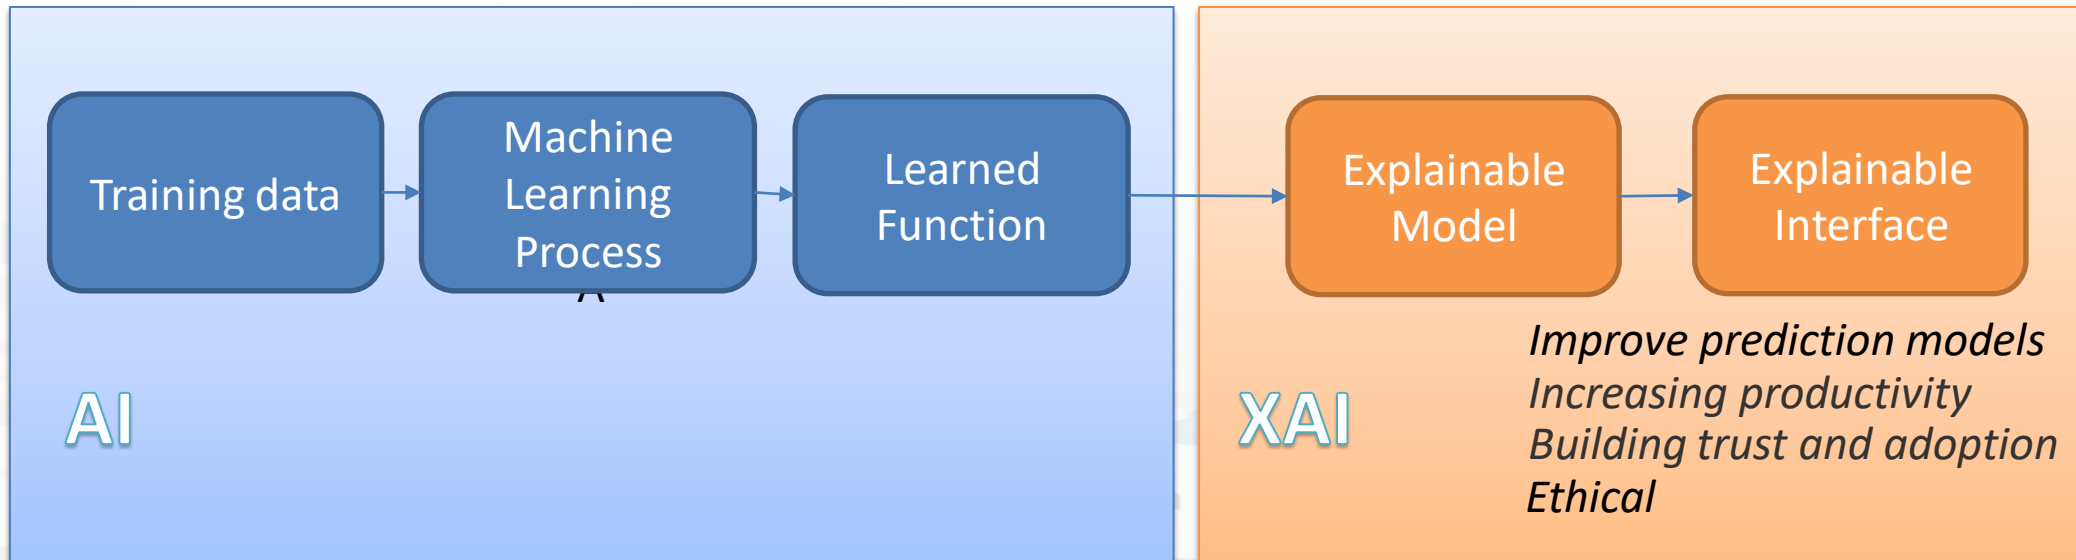 Training data
Machine
Learning
Process
Learned
Function
Explainable
Model
Explainable
Interface
AI
XAI
Improve prediction models
Increasing productivity
Building trust and adoption
Ethical